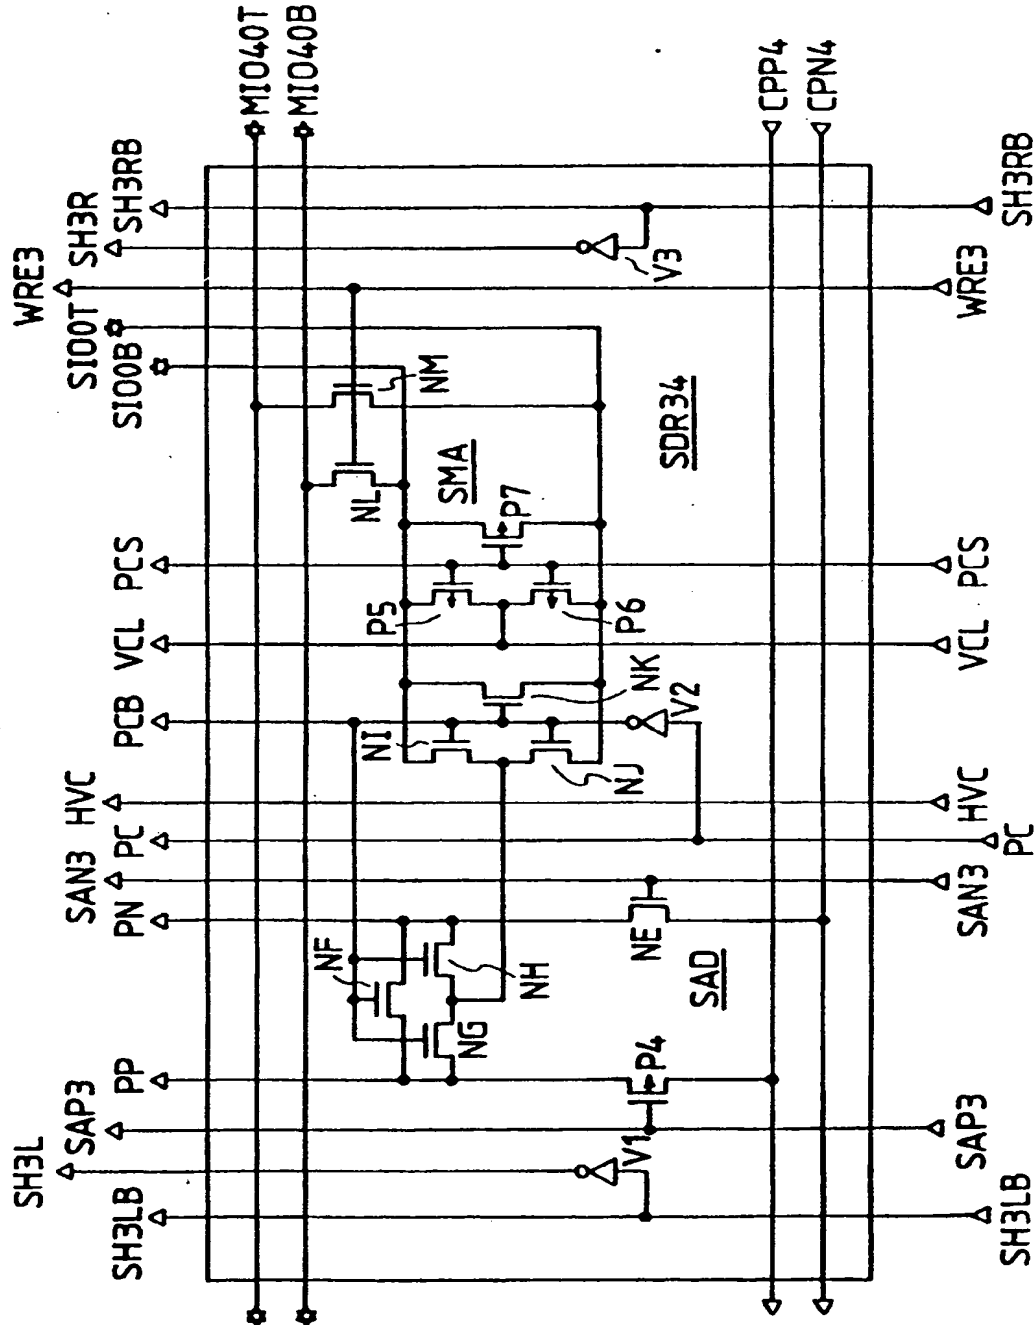 MIO40T
MIO40B
CPP4
CPN4
WRE3
SH3R
SH3RB
SIO0T
SIO0B
PCS
VCL
PCB
HVC
PC
SAN3
PN
PP
SAP3
SH3L
SH3LB
V3
NM
NL
SMA
SDR34
P7
P5
P6
NK
V2
NI
NJ
NF
NH
NG
NE
SAD
P4
V1
SH3RB
WRE3
PCS
VCL
HVC
PC
SAN3
SAP3
SH3LB